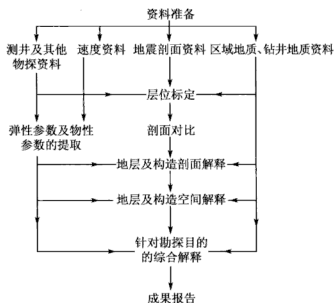 资料准备
测井及其他
物探资料
速度资料
地震剖面资料
区域地质、钻井地质资料
层位标定
弹性参数及物性
参数的提取
剖面对比
地层及构造剖面解释
地层及构造空间解释
针对勘探目的
的综合解释
成果报告